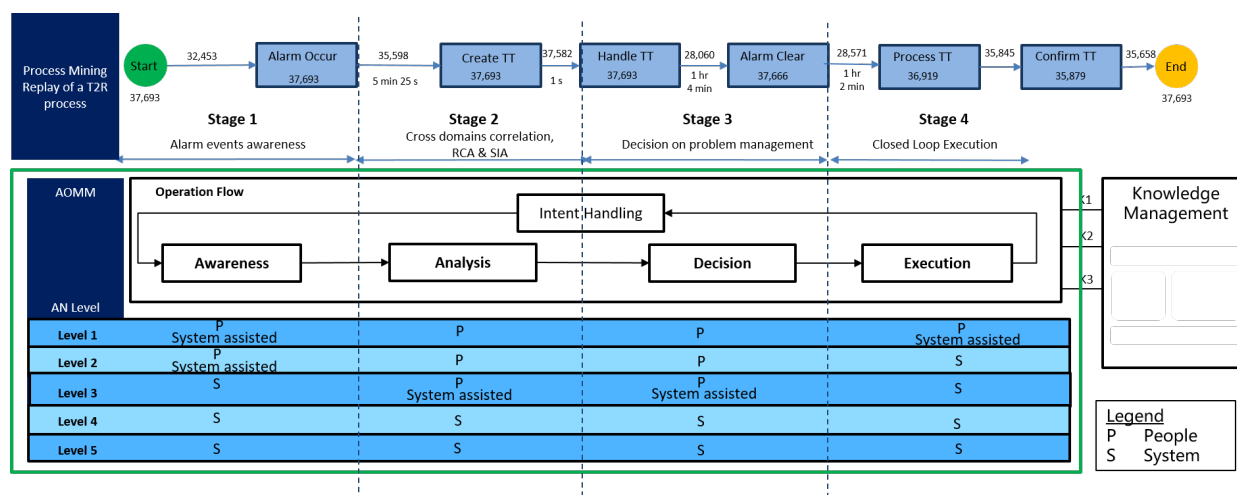 Process Mining
Replay of a T2R
process
Start
37,693
32,453
Alarm Occur
37,693
35,598
5 min 25 s
Create TT
37,693
37,582
1 s
Handle TT
37,693
28,060
1 hr
4 min
Alarm Clear
37,666
28,571
1 hr
2 min
Process TT
36,919
35,845
Confirm TT
35,879
35,658
End
37,693
Stage 1
Alarm events awareness
Stage 2
Cross domains correlation,
RCA & SIA
Stage 3
Decision on problem management
Stage 4
Closed Loop Execution
AOMM
Operation Flow
Intent Handling
Awareness
Analysis
Decision
Execution
K1
K2
K3
Knowledge
Management
AN Level
Level 1
P
System assisted
P
P
P
System assisted
Level 2
P
System assisted
P
P
S
Level 3
S
P
System assisted
P
System assisted
S
Level 4
S
S
S
S
Level 5
S
S
S
S
Legend
P People
S System